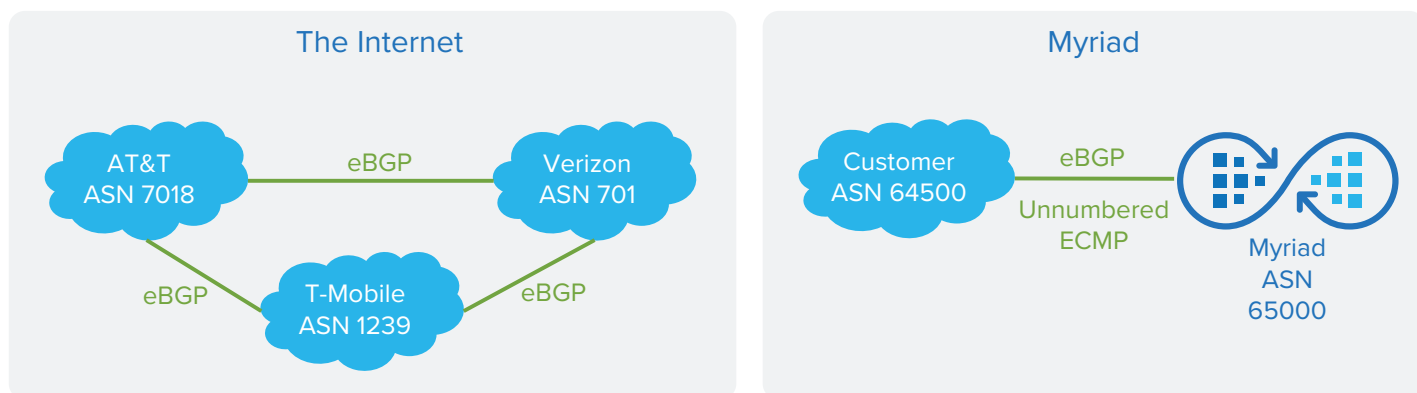 The Internet
AT&T
ASN 7018
eBGP
Verizon
ASN 701
eBGP
T-Mobile
ASN 1239
eBGP
Myriad
Customer
ASN 64500
eBGP
Unnumbered
ECMP
Myriad
ASN
65000